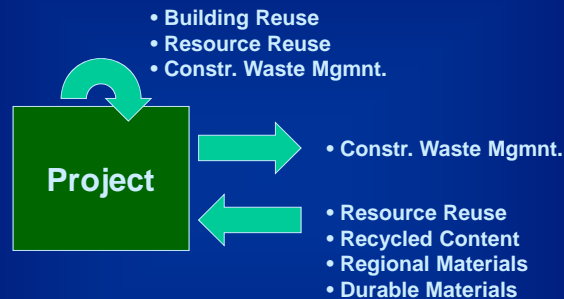 • Building Reuse
• Resource Reuse
• Constr. Waste Mgmnt.
Project
• Constr. Waste Mgmnt.
• Resource Reuse
• Recycled Content
• Regional Materials
• Durable Materials